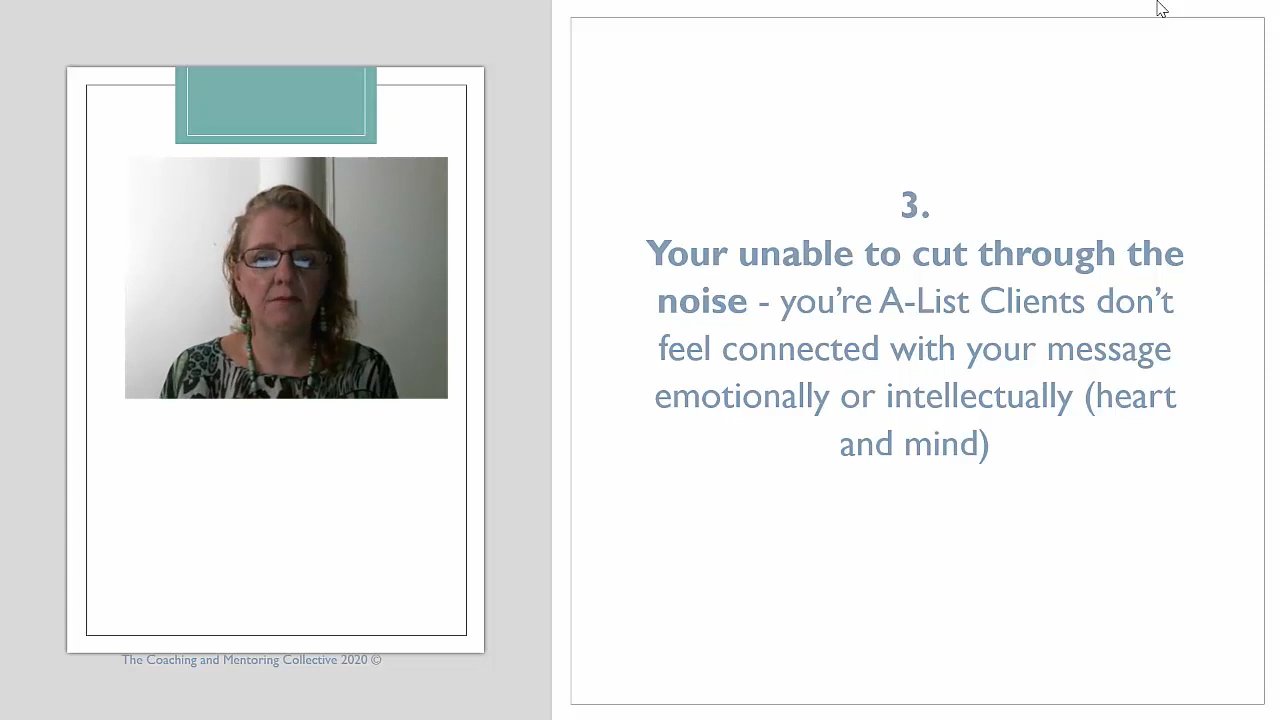 3.
Your unable to cut through the
noise - you’re A-List Clients don’t
feel connected with your message
emotionally or intellectually (heart
and mind)
The Coaching and Mentoring Collective 2020 ©